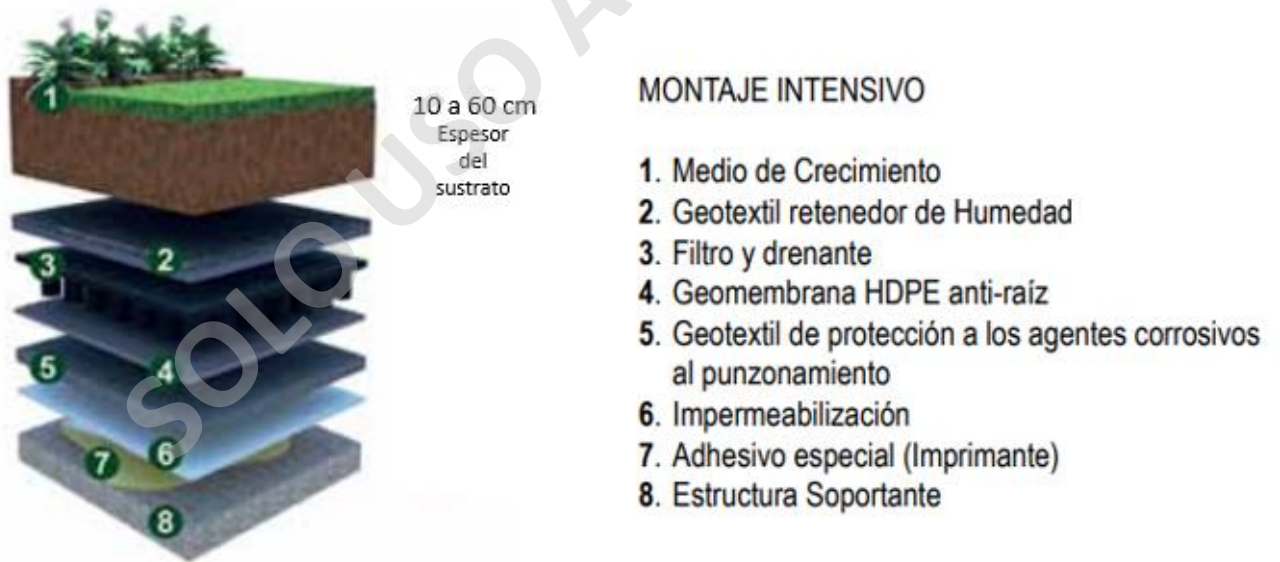 10 a 60 cm
Espesor
del
sustrato
MONTAJE INTENSIVO
1. Medio de Crecimiento
2. Geotextil retenedor de Humedad
3. Filtro y drenante
4. Geomembrana HDPE anti-raíz
5. Geotextil de protección a los agentes corrosivos
al punzonamiento
6. Impermeabilización
7. Adhesivo especial (Imprimante)
8. Estructura Soportante
1
2
3
4
5
6
7
8
SOLO USO A